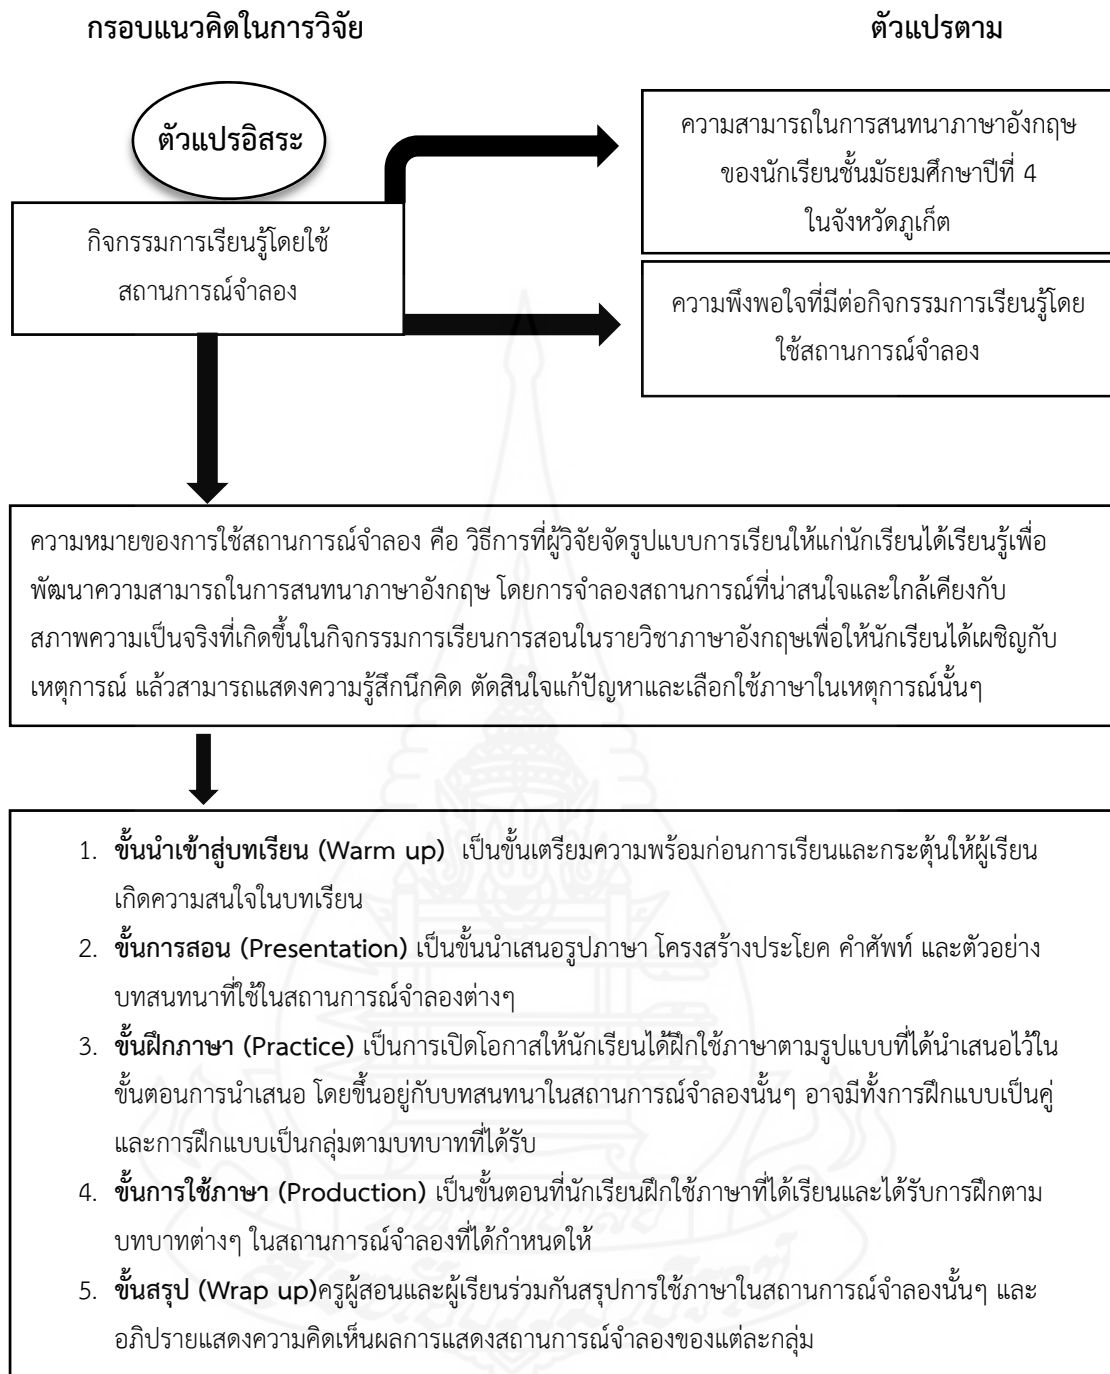 กรอบแนวคิดในการวิจัย
ตัวแปรตาม
ตัวแปรอิสระ
กิจกรรมการเรียนรู้โดยใช้
สถานการณ์จำลอง
ความสามารถในการสนทนาภาษาอังกฤษ
ของนักเรียนชั้นมัธยมศึกษาปีที่ 4
ในจังหวัดภูเก็ต
ความพึงพอใจที่มีต่อกิจกรรมการเรียนรู้โดย
ใช้สถานการณ์จำลอง
ความหมายของการใช้สถานการณ์จำลอง คือ วิธีการที่ผู้วิจัยจัดรูปแบบการเรียนให้แก่นักเรียนได้เรียนรู้เพื่อ
พัฒนาความสามารถในการสนทนาภาษาอังกฤษ โดยการจำลองสถานการณ์ที่น่าสนใจและใกล้เคียงกับ
สภาพความเป็นจริงที่เกิดขึ้นในกิจกรรมการเรียนการสอนในรายวิชาภาษาอังกฤษเพื่อให้นักเรียนได้เผชิญกับ
เหตุการณ์ แล้วสามารถแสดงความรู้สึกนึกคิด ตัดสินใจแก้ปัญหาและเลือกใช้ภาษาในเหตุการณ์นั้นๆ
1. ขั้นนำเข้าสู่บทเรียน (Warm up) เป็นขั้นเตรียมความพร้อมก่อนการเรียนและกระตุ้นให้ผู้เรียน
เกิดความสนใจในบทเรียน
2. ขั้นการสอน (Presentation) เป็นขั้นนำเสนอรูปภาษา โครงสร้างประโยค คำศัพท์ และตัวอย่าง
บทสนทนาที่ใช้ในสถานการณ์จำลองต่างๆ
3. ขั้นฝึกภาษา (Practice) เป็นการเปิดโอกาสให้นักเรียนได้ฝึกใช้ภาษาตามรูปแบบที่ได้นำเสนอไว้ใน
ขั้นตอนการนำเสนอ โดยขึ้นอยู่กับบทสนทนาในสถานการณ์จำลองนั้นๆ อาจมีทั้งการฝึกแบบเป็นคู่
และการฝึกแบบเป็นกลุ่มตามบทบาทที่ได้รับ
4. ขั้นการใช้ภาษา (Production) เป็นขั้นตอนที่นักเรียนฝึกใช้ภาษาที่ได้เรียนและได้รับการฝึกตาม
บทบาทต่างๆ ในสถานการณ์จำลองที่ได้กำหนดให้
5. ขั้นสรุป (Wrap up)ครูผู้สอนและผู้เรียนร่วมกันสรุปการใช้ภาษาในสถานการณ์จำลองนั้นๆ และ
อภิปรายแสดงความคิดเห็นผลการแสดงสถานการณ์จำลองของแต่ละกลุ่ม